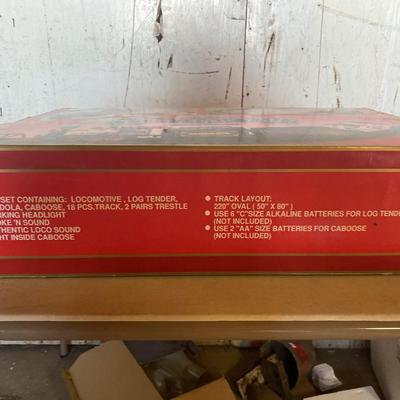 SET CONTAINING: LOCOMOTIVE, LOG TENDER,
DOLA, CABOOSE, 18 PCS.TRACK, 2 PAIRS TRESTLE
RKING HEADLIGHT
OKE 'N SOUND
THENTIC LOCO SOUND
HT INSIDE CABOOSE
• TRACK LAYOUT:
220" OVAL ( 50" X 80" )
• USE 6 "C"SIZE ALKALINE BATTERIES FOR LOG TENDE
(NOT INCLUDED)
• USE 2 "AA" SIZE BATTERIES FOR CABOOSE
(NOT INCLUDED)